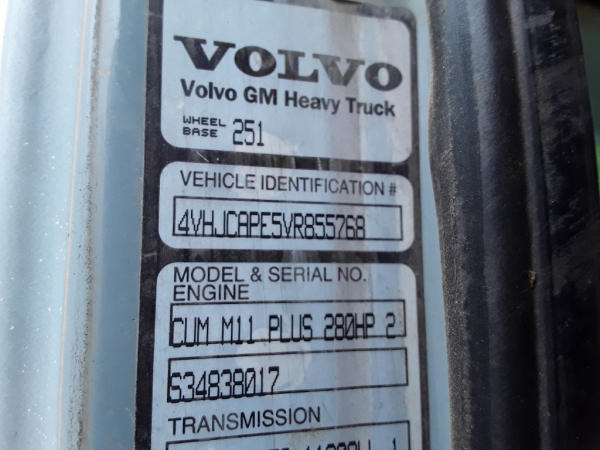 VOLVO
Volvo GM Heavy Truck
WHEEL
BASE 251
VEHICLE IDENTIFICATION #
4VHJCAPE5VR855768
MODEL & SERIAL NO.
ENGINE
CUM M11 PLUS 280HP 2
S34838017
TRANSMISSION